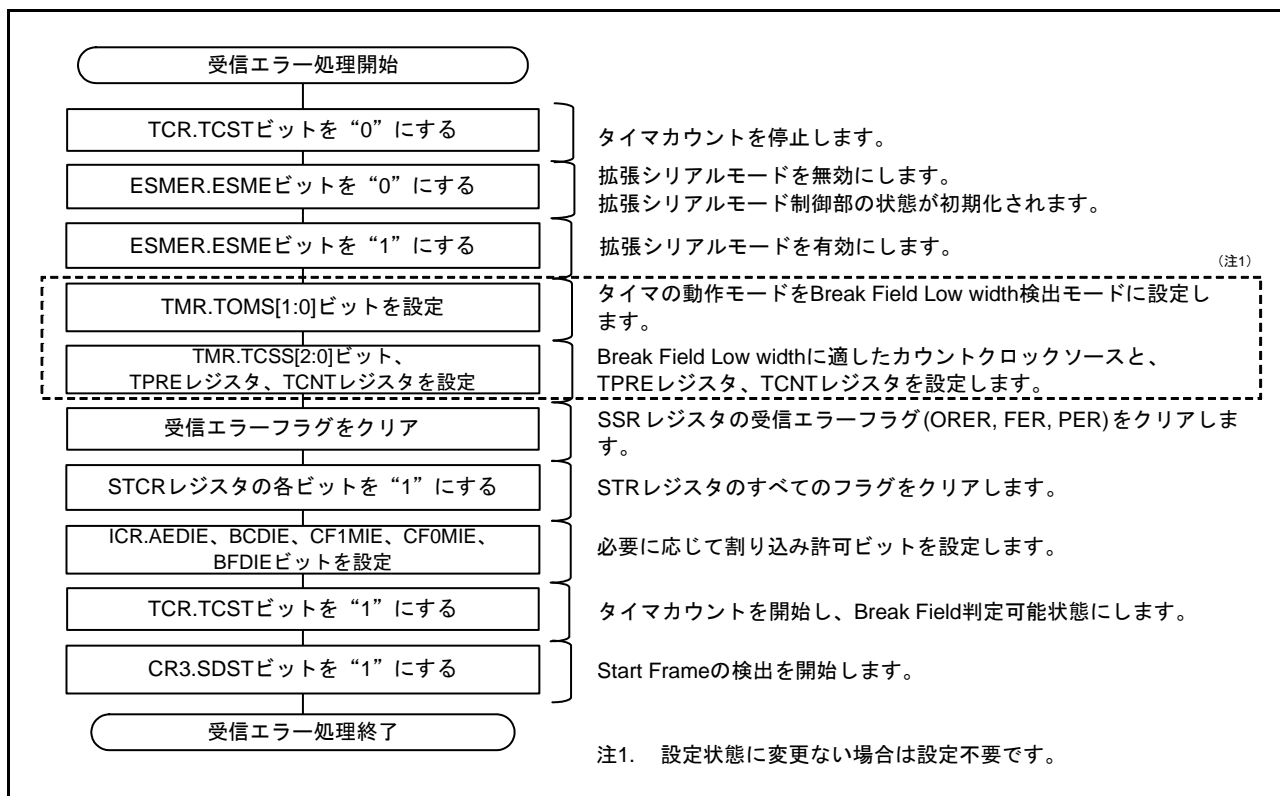 受信エラー処理開始
TCR.TCSTビットを“0”にする
タイマカウントを停止します。
ESMER.ESMEビットを“0”にする
拡張シリアルモードを無効にします。
拡張シリアルモード制御部の状態が初期化されます。
ESMER.ESMEビットを“1”にする
拡張シリアルモードを有効にします。
（注1）
TMR.TOMS[1:0]ビットを設定
タイマの動作モードをBreak Field Low width検出モードに設定し
ます。
TMR.TCSS[2:0]ビット、
TPREレジスタ、TCNTレジスタを設定
Break Field Low widthに適したカウントクロックソースと、
TPREレジスタ、TCNTレジスタを設定します。
受信エラーフラグをクリア
SSRレジスタの受信エラーフラグ(ORER, FER, PER)をクリアしま
す。
STCRレジスタの各ビットを“1”にする
STRレジスタのすべてのフラグをクリアします。
ICR.AEDIE、BCDIE、CF1MIE、CF0MIE、
BFDIEビットを設定
必要に応じて割り込み許可ビットを設定します。
TCR.TCSTビットを“1”にする
タイマカウントを開始し、Break Field判定可能状態にします。
CR3.SDSTビットを“1”にする
Start Frameの検出を開始します。
受信エラー処理終了
注1. 設定状態に変更ない場合は設定不要です。